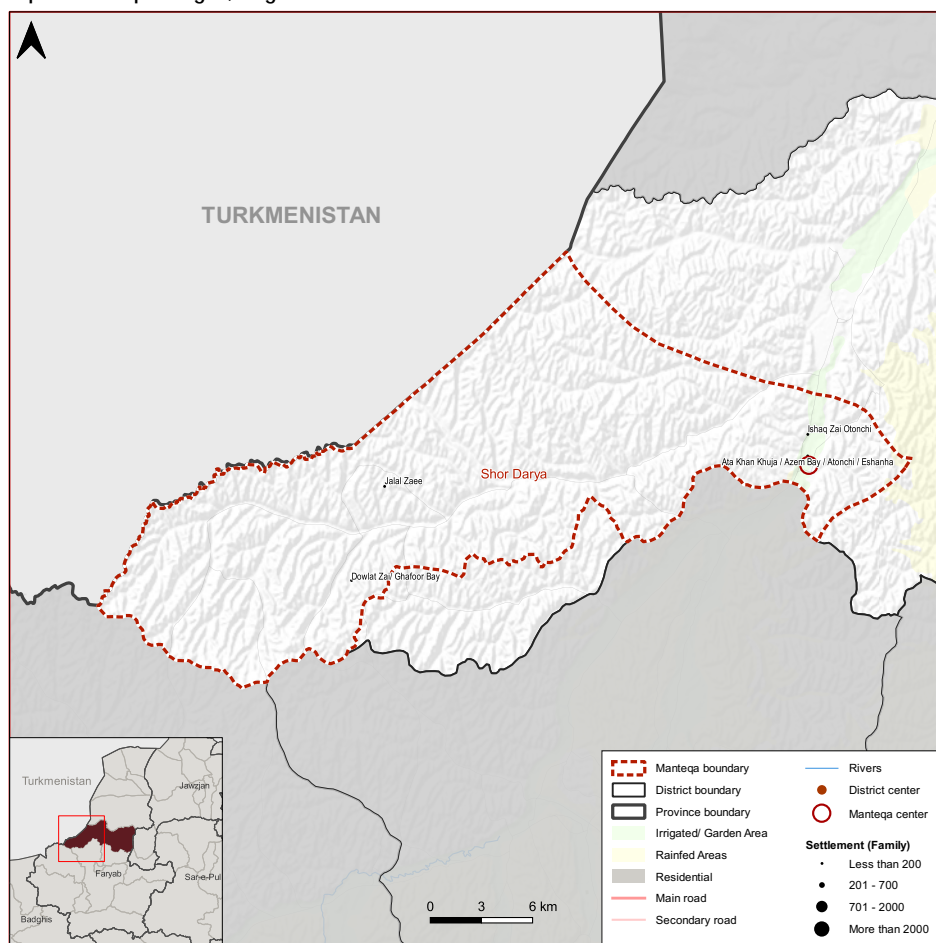 TURKMENISTAN
Ishaq Zai Otonchi
Ata Khan Khuja / Azem Bay / Atonchi / Eshanha
Shor Darya
Jalal Zaee
Dowlat Zai/ Ghafoor Bay
Turkmenistan
Jawzjan
Faryab
Sar-e-Pul
Badghis
0 3 6 km
Manteqa boundary
District boundary
Province boundary
Irrigated/ Garden Area
Rainfed Areas
Residential
Main road
Secondary road
Rivers
District center
Manteqa center
Settlement (Family)
Less than 200
201 - 700
701 - 2000
More than 2000